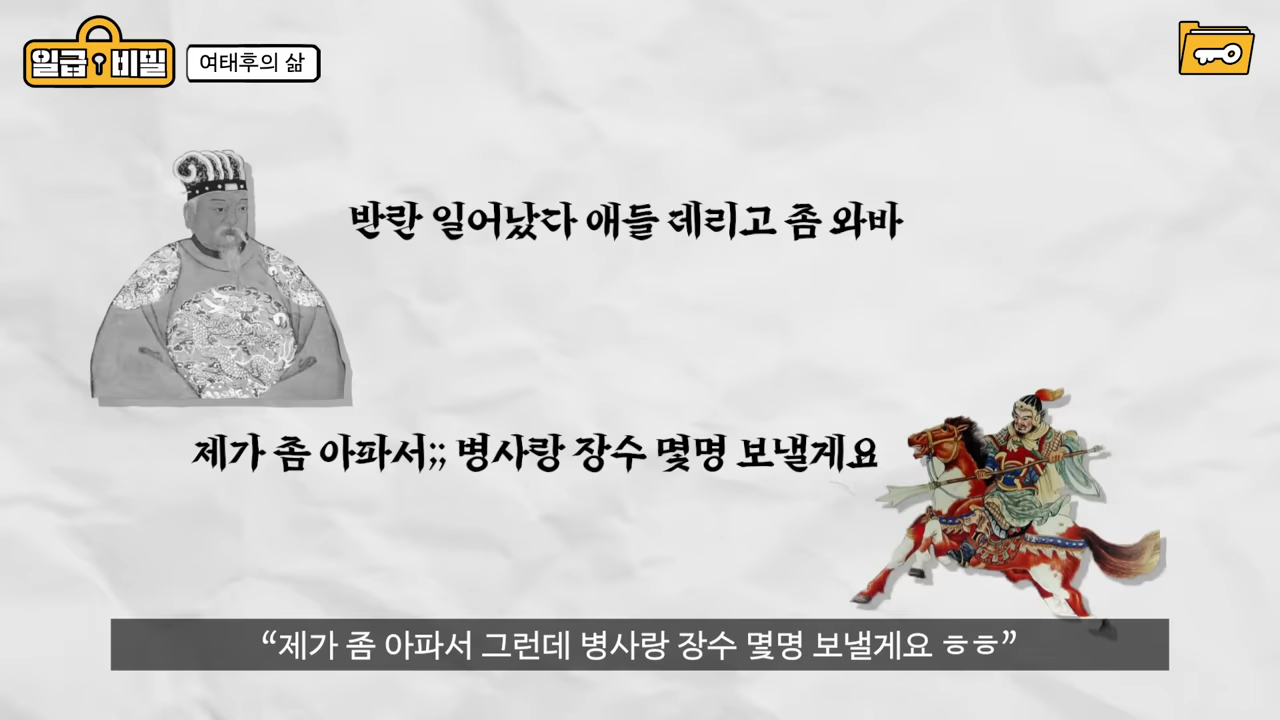 일급비밀
여태후의 삶
반란 일어났다 애들 데리고 좀 와바
제가 좀 아파서;; 병사랑 장수 몇명 보낼게요
“제가 좀 아파서 그런데 병사랑 장수 몇명 보낼게요 ㅎㅎ”